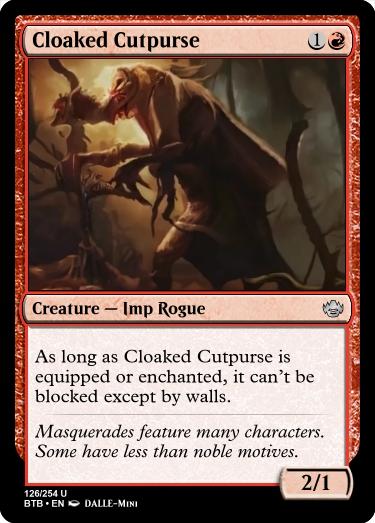 Cloaked Cutpurse 1
Creature — Imp Rogue
As long as Cloaked Cutpurse is
equipped or enchanted, it can't be
blocked except by walls.
Masquerades feature many characters.
Some have less than noble motives.
2/1
126/254 U
BTB • EN DALLE-Mini